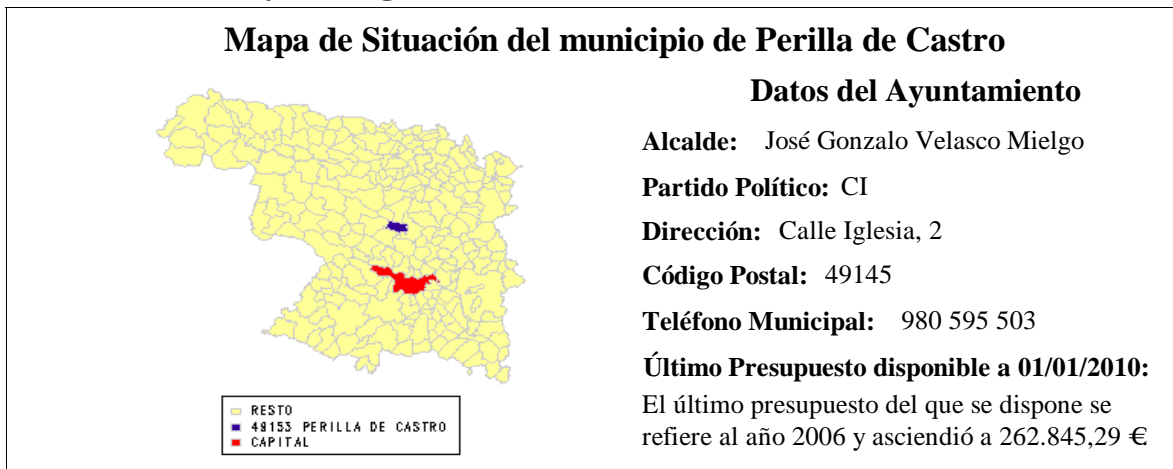 Mapa de Situación del municipio de Perilla de Castro
Datos del Ayuntamiento
Alcalde: José Gonzalo Velasco Mielgo
Partido Político: CI
Dirección: Calle Iglesia, 2
Código Postal: 49145
Teléfono Municipal: 980 595 503
Último Presupuesto disponible a 01/01/2010:
El último presupuesto del que se dispone se
refiere al año 2006 y asciendió a 262.845,29 €
RESTO
49153 PERILLA DE CASTRO
CAPITAL